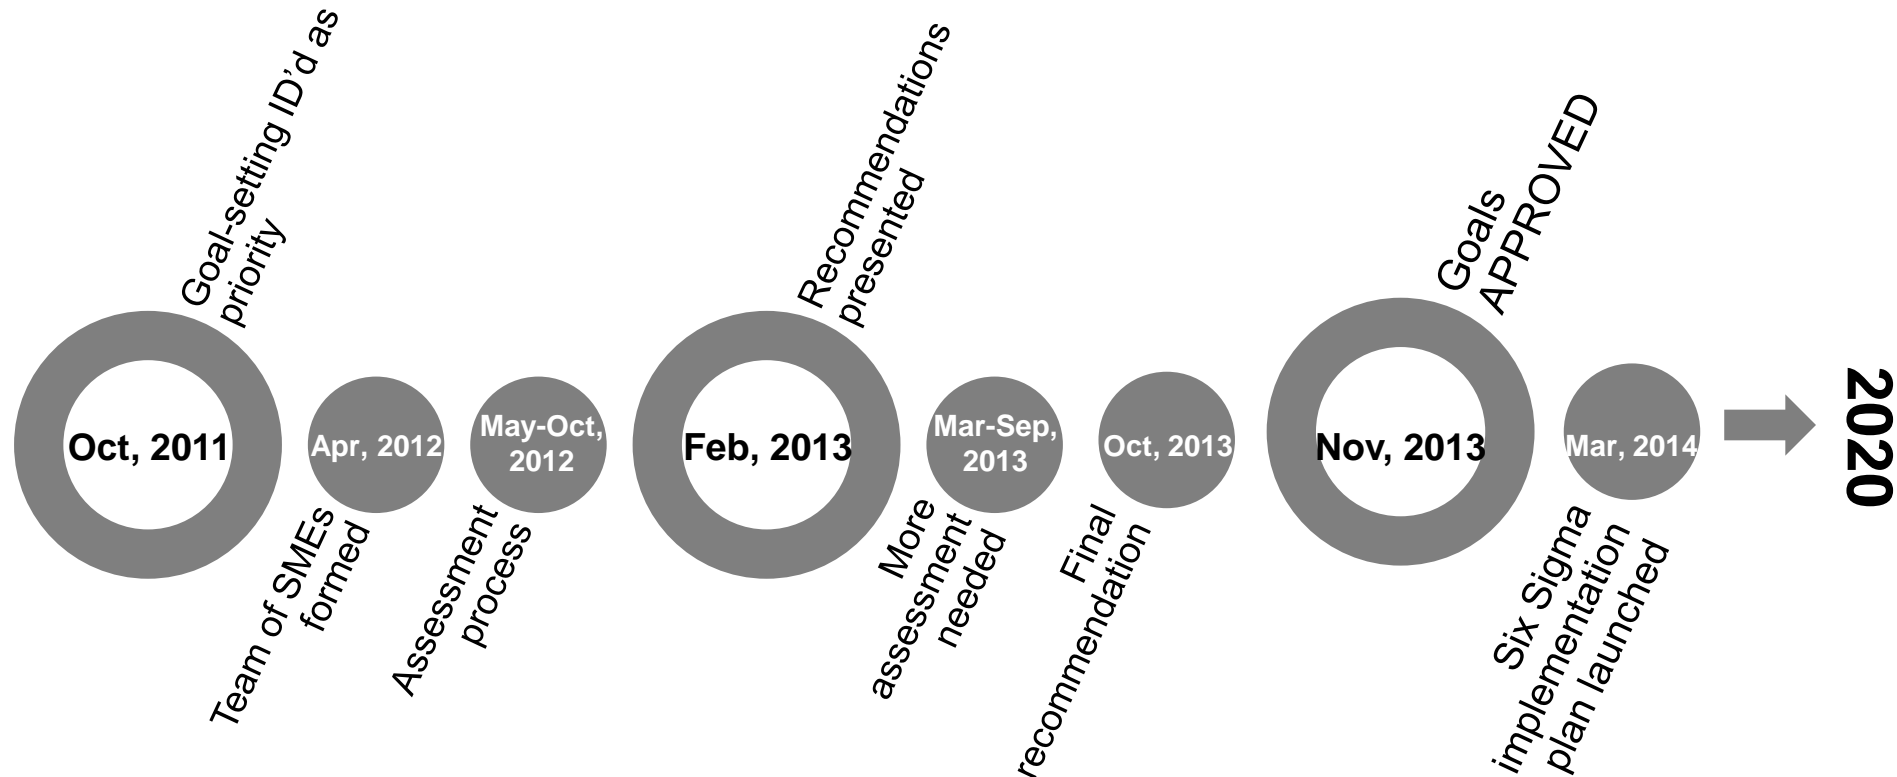 Goal-setting ID’d as
priority
Oct, 2011
Apr, 2012
Team of SMEs
formed
May-Oct,
2012
Assessment
process
Recommendations
presented
Feb, 2013
Mar-Sep,
2013
More
assessment
needed
Oct, 2013
Final
recommendation
Goals
APPROVED
Nov, 2013
Mar, 2014
Six Sigma
implementation
plan launched
2020